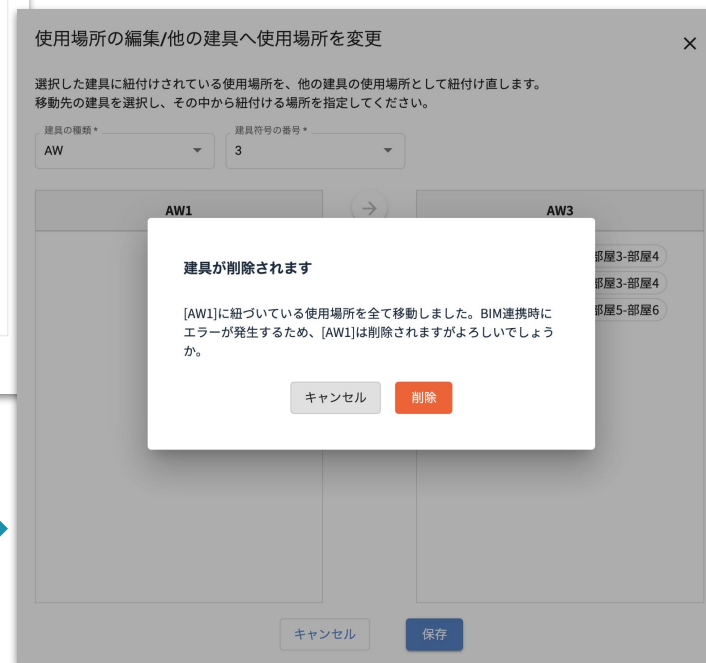 使用場所の編集/他の建具へ使用場所を変更
選択した建具に紐付けされている使用場所を、他の建具の使用場所として紐付け直します。
移動先の建具を選択し、その中から紐付ける場所を指定してください。
建具の種類 *
AW
建具符号の番号 *
3
AW1
AW3
部屋3-部屋4
部屋3-部屋4
部屋5-部屋6
建具が削除されます
[AW1]に紐づいている使用場所を全て移動しました。BIM連携時に
エラーが発生するため、[AW1]は削除されますがよろしいでしょう
か。
キャンセル
削除
キャンセル
保存